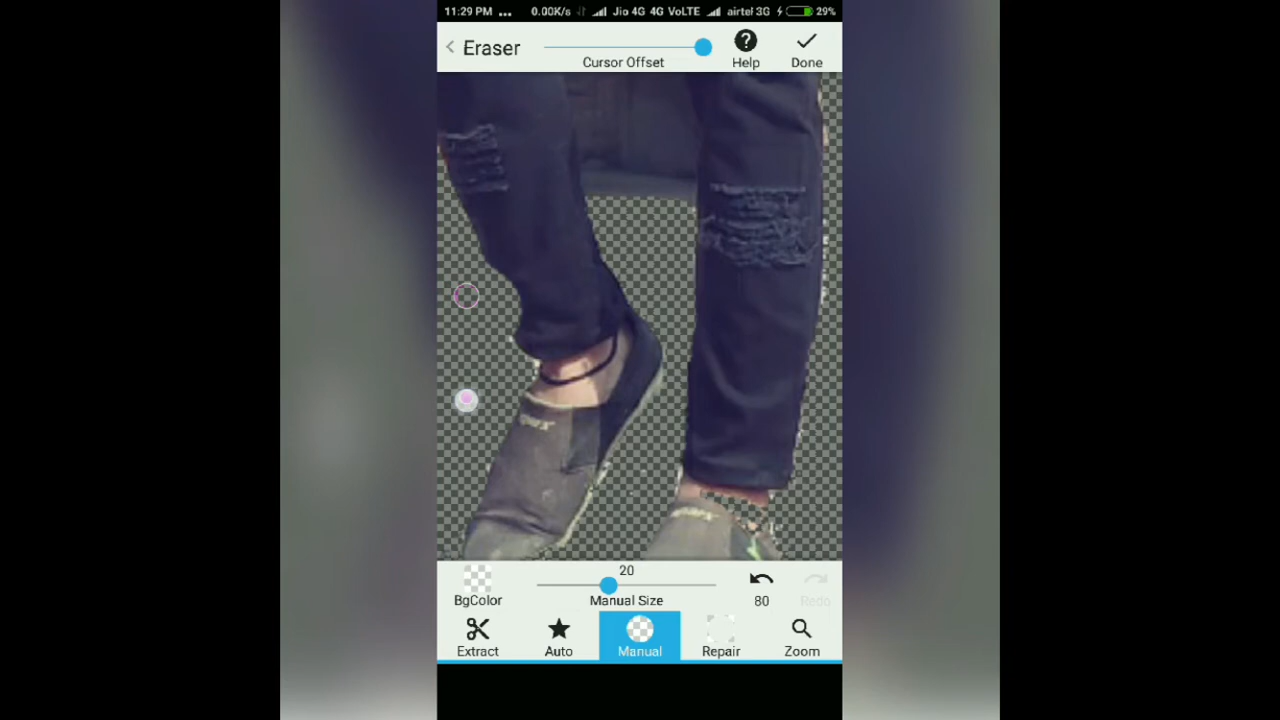 11:29 PM ... 0.00K/s Jio 4G 4G VoLTE airtel 3G 29%
Eraser
Cursor Offset
Help
Done
20
BgColor
Manual Size
80
Redo
Extract
Auto
Manual
Repair
Zoom